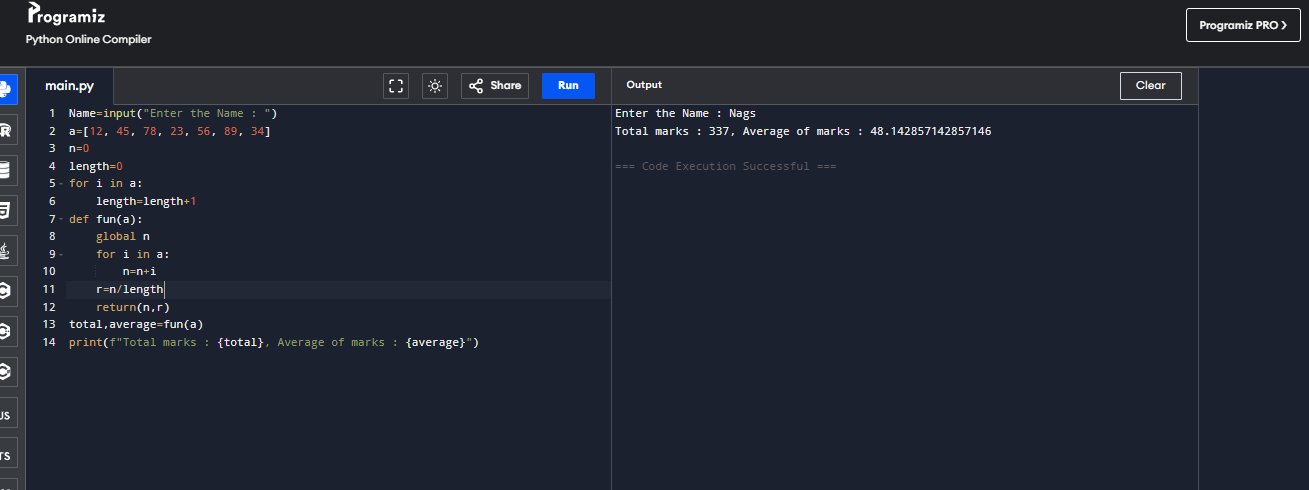 Programiz
Python Online Compiler
Programiz PRO >
main.py
Share
Run
Output
Clear
1 Name=input("Enter the Name : ")
2 a=[12, 45, 78, 23, 56, 89, 34]
3 n=0
4 length=0
5 for i in a:
6     length=length+1
7 def fun(a):
8     global n
9     for i in a:
10         n=n+i
11     r=n/length
12     return(n,r)
13 total,average=fun(a)
14 print(f"Total marks : {total}, Average of marks : {average}")
Enter the Name : Nags
Total marks : 337, Average of marks : 48.142857142857146
=== Code Execution Successful ===
R
JS
TS